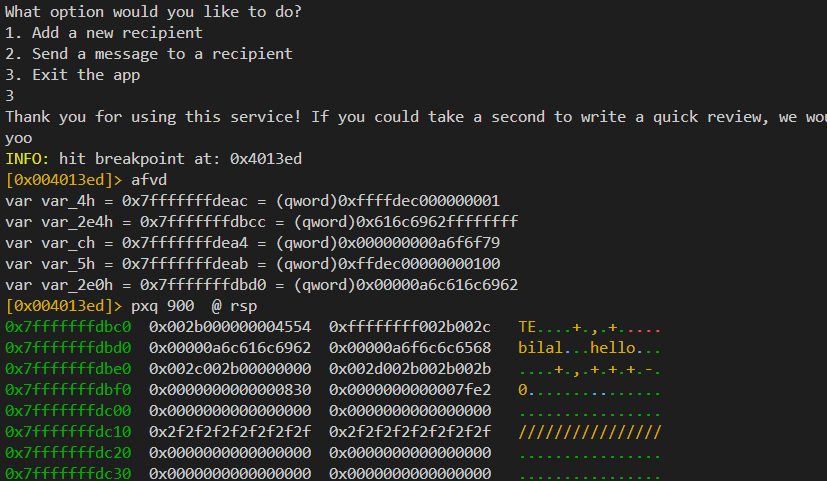 What option would you like to do?
1. Add a new recipient
2. Send a message to a recipient
3. Exit the app
3
Thank you for using this service! If you could take a second to write a quick review, we wou
yoo
INFO: hit breakpoint at: 0x4013ed
[0x004013ed]> afvd
var var_4h = 0x7fffffffdeac = (qword)0xffffdec000000001
var var_2e4h = 0x7fffffffdbcc = (qword)0x616c6962ffffffff
var var_ch = 0x7fffffffdea4 = (qword)0x000000000a6f6f79
var var_5h = 0x7fffffffdeab = (qword)0xffdec00000000100
var var_2e0h = 0x7fffffffdbd0 = (qword)0x00000a6c616c6962
[0x004013ed]> pxq 900  @ rsp
0x7fffffffdbc0  0x002b000000004554  0xffffffff002b002c   TE....+.,.+.....
0x7fffffffdbd0  0x00000a6c616c6962  0x00000a6f6c6c6568   bilal...hello...
0x7fffffffdbe0  0x002c002b00000000  0x002d002b002b002b   ....+.,.+.+.+.-.
0x7fffffffdbf0  0x0000000000000830  0x0000000000007fe2   0...............
0x7fffffffdc00  0x0000000000000000  0x0000000000000000   ................
0x7fffffffdc10  0x2f2f2f2f2f2f2f2f  0x2f2f2f2f2f2f2f2f   ////////////////
0x7fffffffdc20  0x0000000000000000  0x0000000000000000   ................
0x7fffffffdc30  0x0000000000000000  0x0000000000000000   ................